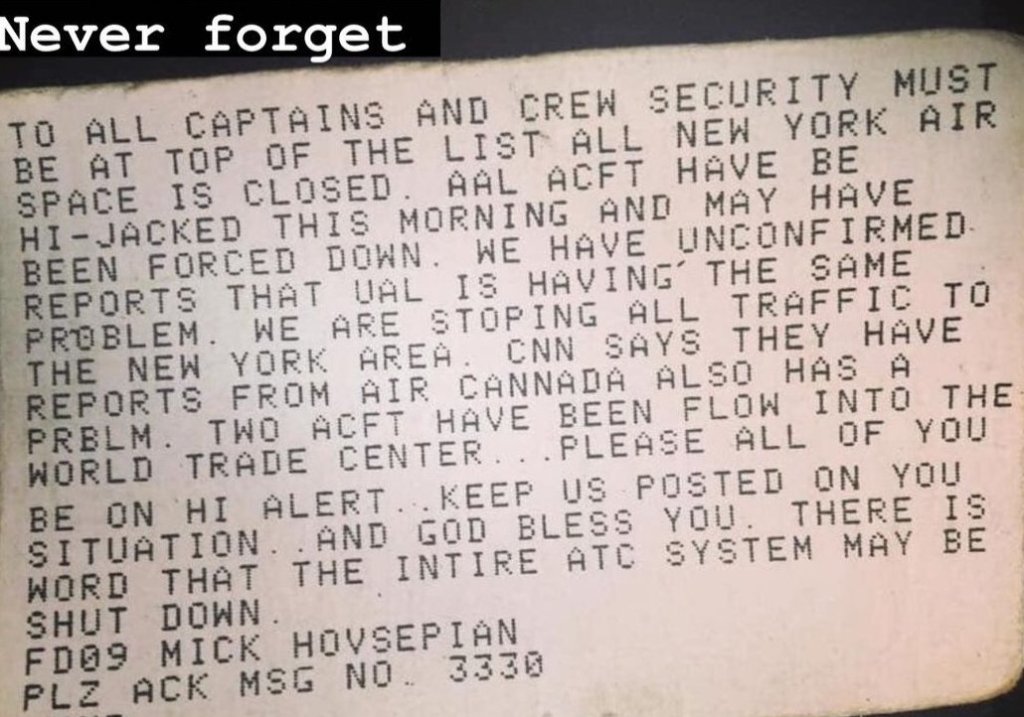 Never forget
TO ALL CAPTAINS AND CREW SECURITY MUST
BE AT TOP OF THE LIST ALL NEW YORK AIR
SPACE IS CLOSED. AAL ACFT HAVE BE
HI-JACKED THIS MORNING AND MAY HAVE
BEEN FORCED DOWN. WE HAVE UNCONFIRMED
REPORTS THAT UAL IS HAVING THE SAME
PROBLEM. WE ARE STOPING ALL TRAFFIC TO
THE NEW YORK AREA. CNN SAYS THEY HAVE
REPORTS FROM AIR CANNADA ALSO HAS A
PRBLM. TWO ACFT HAVE BEEN FLOW INTO THE
WORLD TRADE CENTER...PLEASE ALL OF YOU
BE ON HI ALERT..KEEP US POSTED ON YOU
SITUATION..AND GOD BLESS YOU. THERE IS
WORD THAT THE INTIRE ATC SYSTEM MAY BE
SHUT DOWN.
FD09 MICK HOVSEPIAN
PLZ ACK MSG NO. 3330